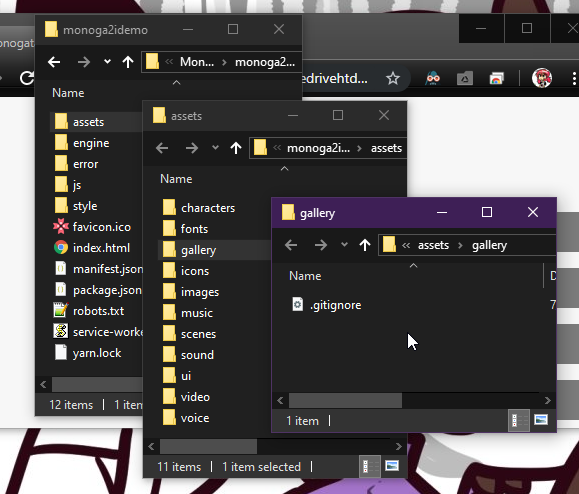 monoga2idemo
Mon...
monoga2...
Name
assets
engine
error
js
style
favicon.ico
index.html
manifest.json
package.json
robots.txt
service-worke
yarn.lock
12 items
1 item
edrivehtd...
assets
monoga2i...
assets
Name
characters
fonts
gallery
icons
images
music
scenes
sound
ui
video
voice
11 items
1 item selected
gallery
assets
gallery
Name
D
.gitignore
7
1 item